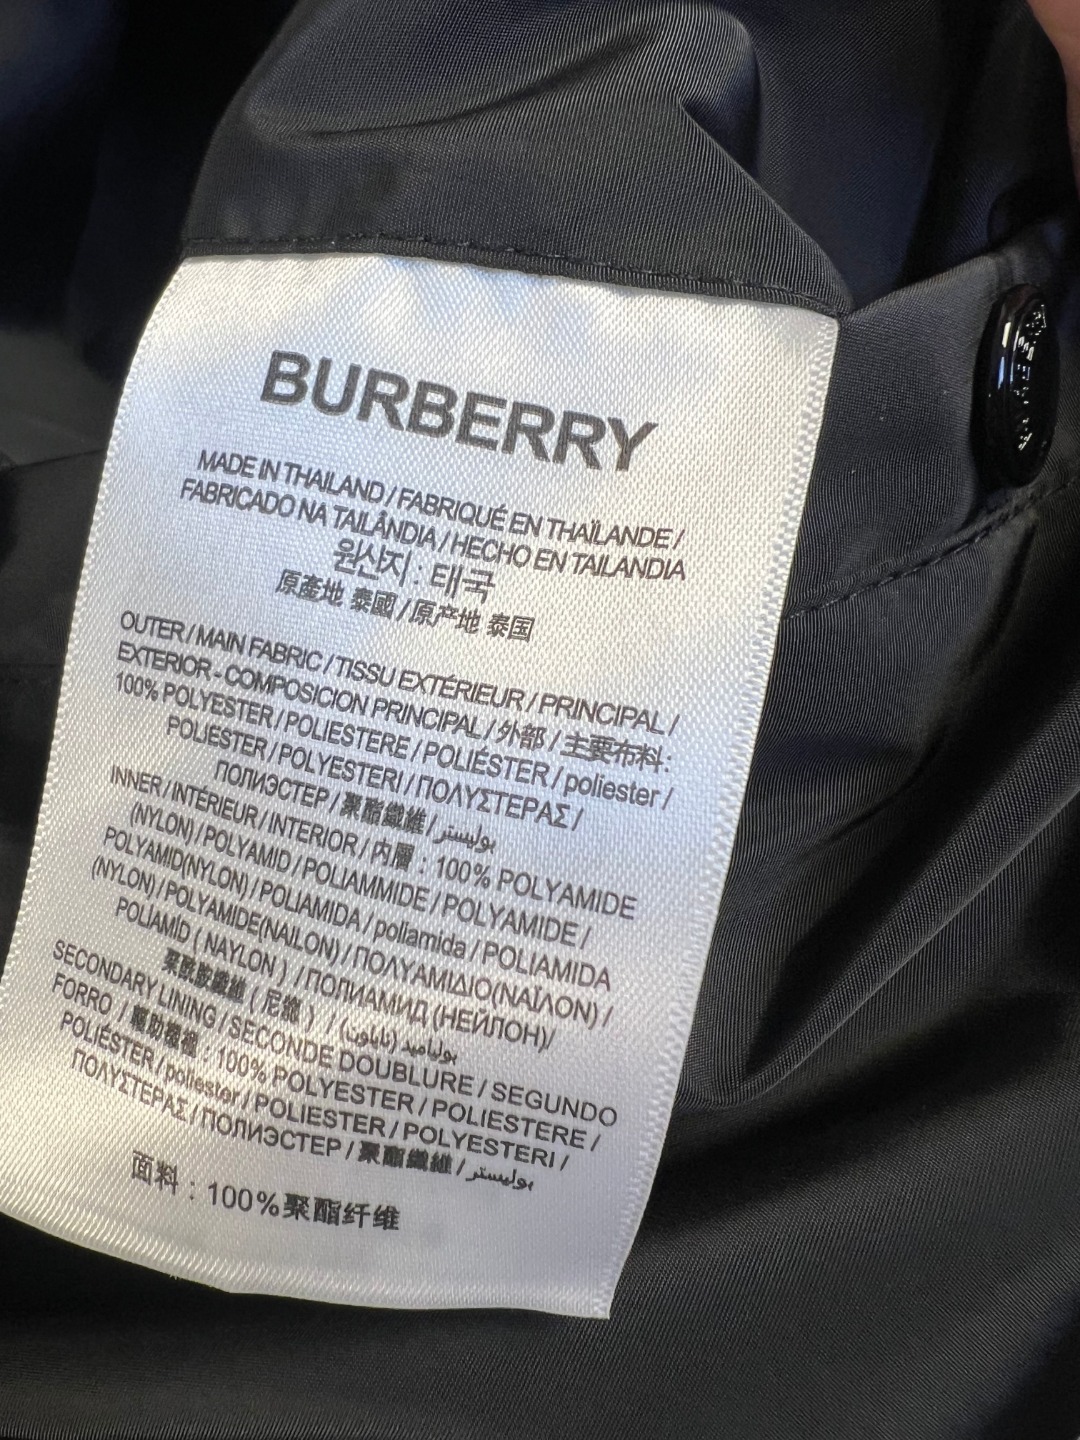 BURBERRY
MADE IN THAILAND / FABRIQUÉ EN THAÏLANDE /
FABRICADO NA TAILÂNDIA / HECHO EN TAILANDIA
원산지 : 태국
原產地 泰國 / 原产地 泰国
OUTER / MAIN FABRIC / TISSU EXTÉRIEUR / PRINCIPAL /
EXTERIOR - COMPOSICION PRINCIPAL / 外部 / 主要布料:
100% POLYESTER / POLIESTERE / POLIÉSTER / poliester /
POLIESTER / POLYESTERI / ΠΟΛΥΣΤΕΡΑΣ /
ПОЛИЭСТЕР / 聚酯纖維 / بوليستر
INNER / INTÉRIEUR / INTERIOR / 内層 : 100% POLYAMIDE
(NYLON) / POLYAMID / POLIAMMIDE / POLYAMIDE /
POLYAMID(NYLON) / POLIAMIDA / poliamida / POLIAMIDA
(NYLON) / POLYAMIDE(NAILON) / ΠΟΛΥΑΜΙΔΙΟ(ΝΑΪΛΟΝ) /
POLİAMİD ( NAYLON ) / ПОЛИАМИД (НЕЙЛОН)/
聚酰胺纖維 ( 尼龍 ) / بولياميد (نايلون)
SECONDARY LINING / SECONDE DOUBLURE / SEGUNDO
FORRO / 輔助裡襯 : 100% POLYESTER / POLIESTERE /
POLIÉSTER / poliester / POLIESTER / POLYESTERI /
ΠΟΛΥΣΤΕΡΑΣ / ПОЛИЭСТЕР / 聚酯纖維 / بوليستر
面料 : 100%聚酯纤维